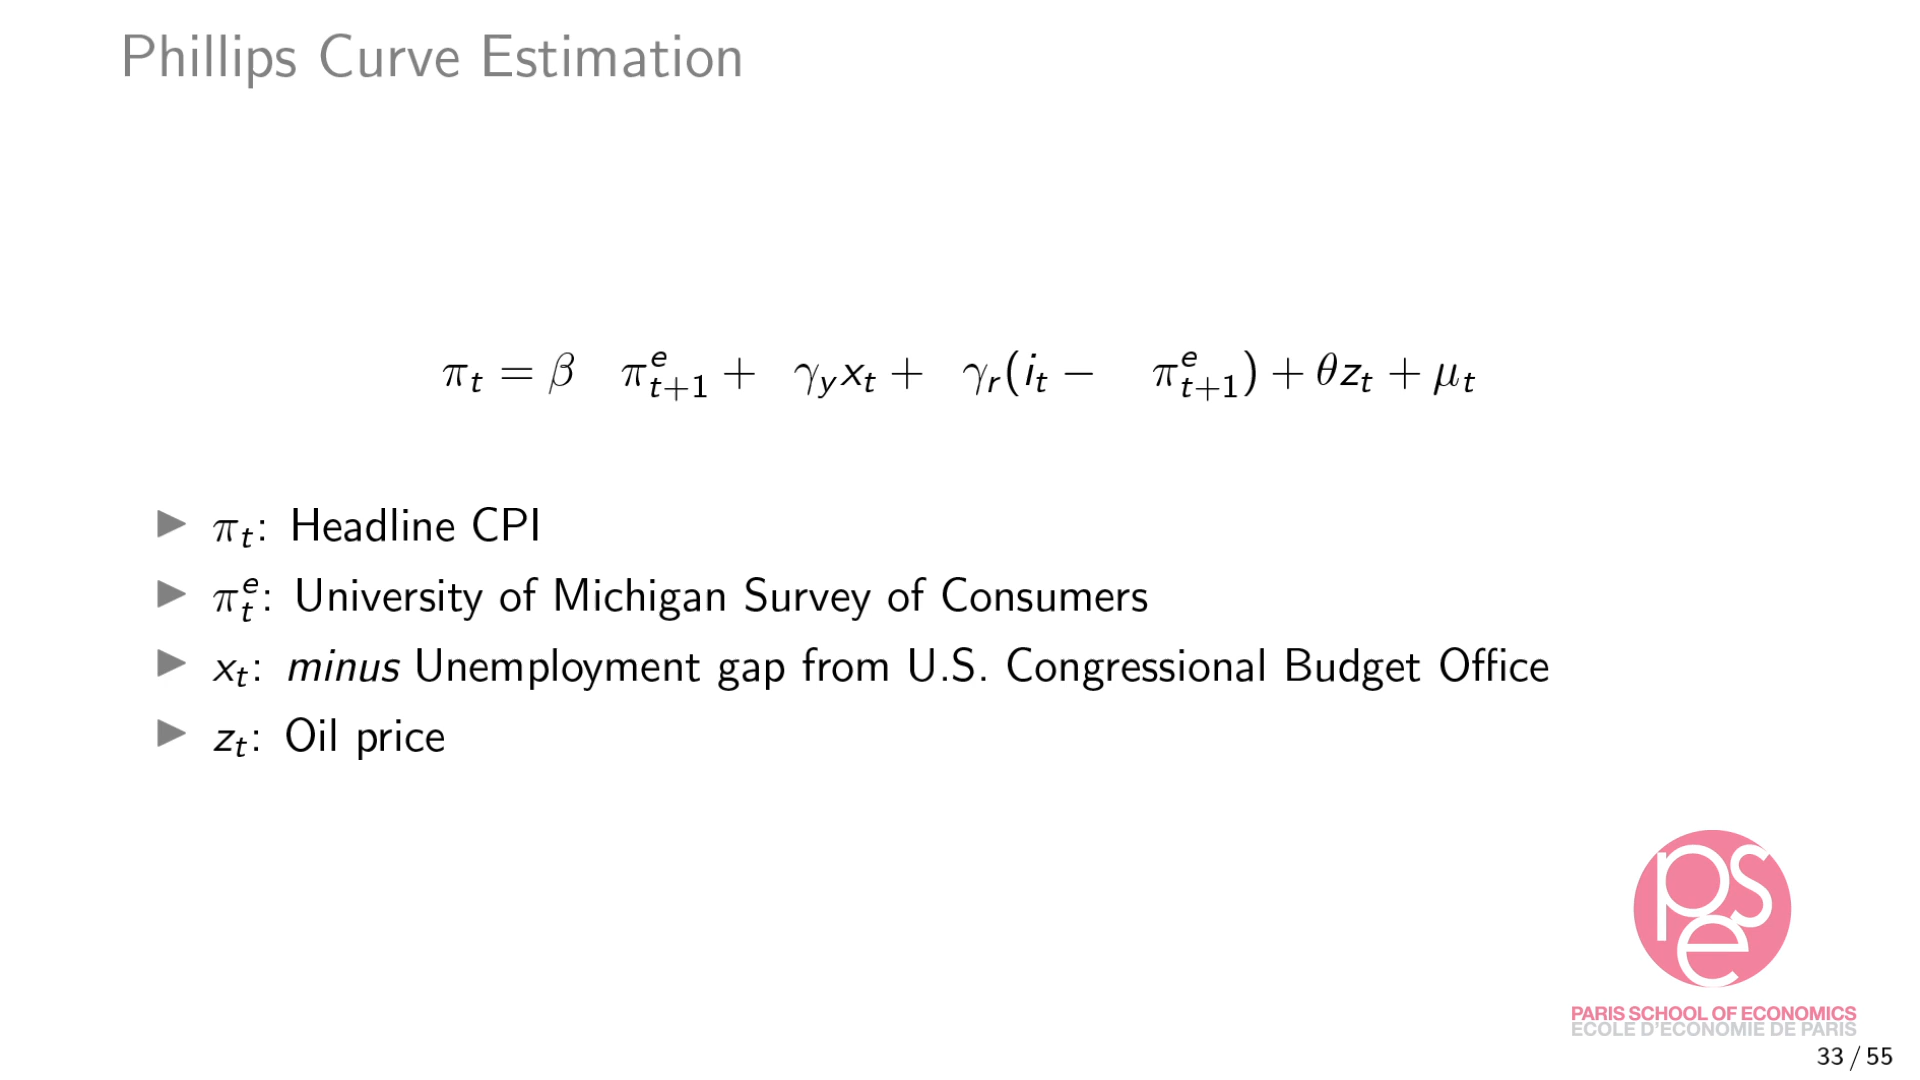 Phillips Curve Estimation
π_t = β π^e_{t+1} + γ_y x_t + γ_r(i_t − π^e_{t+1}) + θz_t + μ_t
▶ π_t: Headline CPI
▶ π^e_t: University of Michigan Survey of Consumers
▶ x_t: minus Unemployment gap from U.S. Congressional Budget Office
▶ z_t: Oil price
pse
PARIS SCHOOL OF ECONOMICS
ECOLE D'ECONOMIE DE PARIS
33 / 55